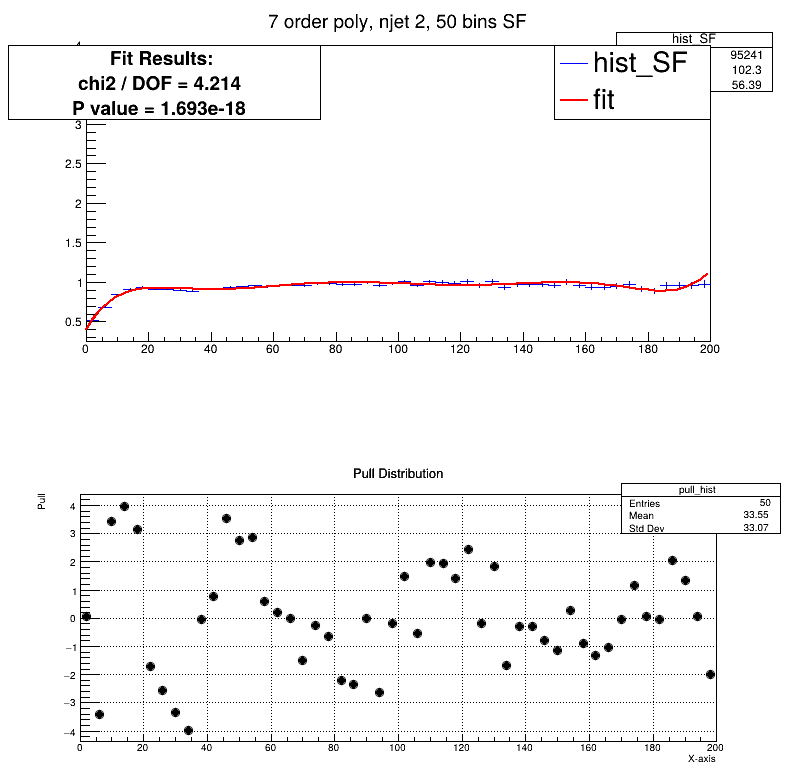 7 order poly, njet 2, 50 bins SF
hist_SF
95241
102.3
56.39
Fit Results:
chi2 / DOF = 4.214
P value = 1.693e-18
hist_SF
fit
3
2.5
2
1.5
1
0.5
0 20 40 60 80 100 120 140 160 180 200
Pull Distribution
pull_hist
Entries 50
Mean 33.55
Std Dev 33.07
Pull
4
3
2
1
0
−1
−2
−3
−4
0 20 40 60 80 100 120 140 160 180 200
X-axis